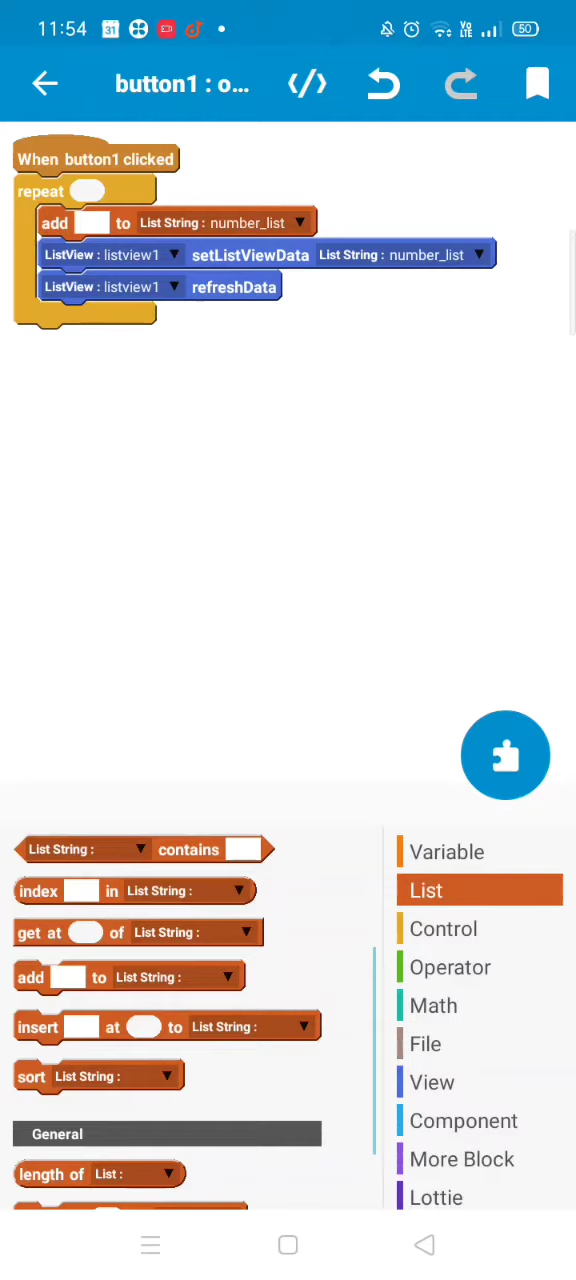 11:54 31 VO LTE 50
button1 : o...
When button1 clicked
repeat
add to List String : number_list
ListView : listview1 setListViewData List String : number_list
ListView : listview1 refreshData
List String : contains
index in List String :
get at of List String :
add to List String :
insert at to List String :
sort List String :
General
length of List :
Variable
List
Control
Operator
Math
File
View
Component
More Block
Lottie